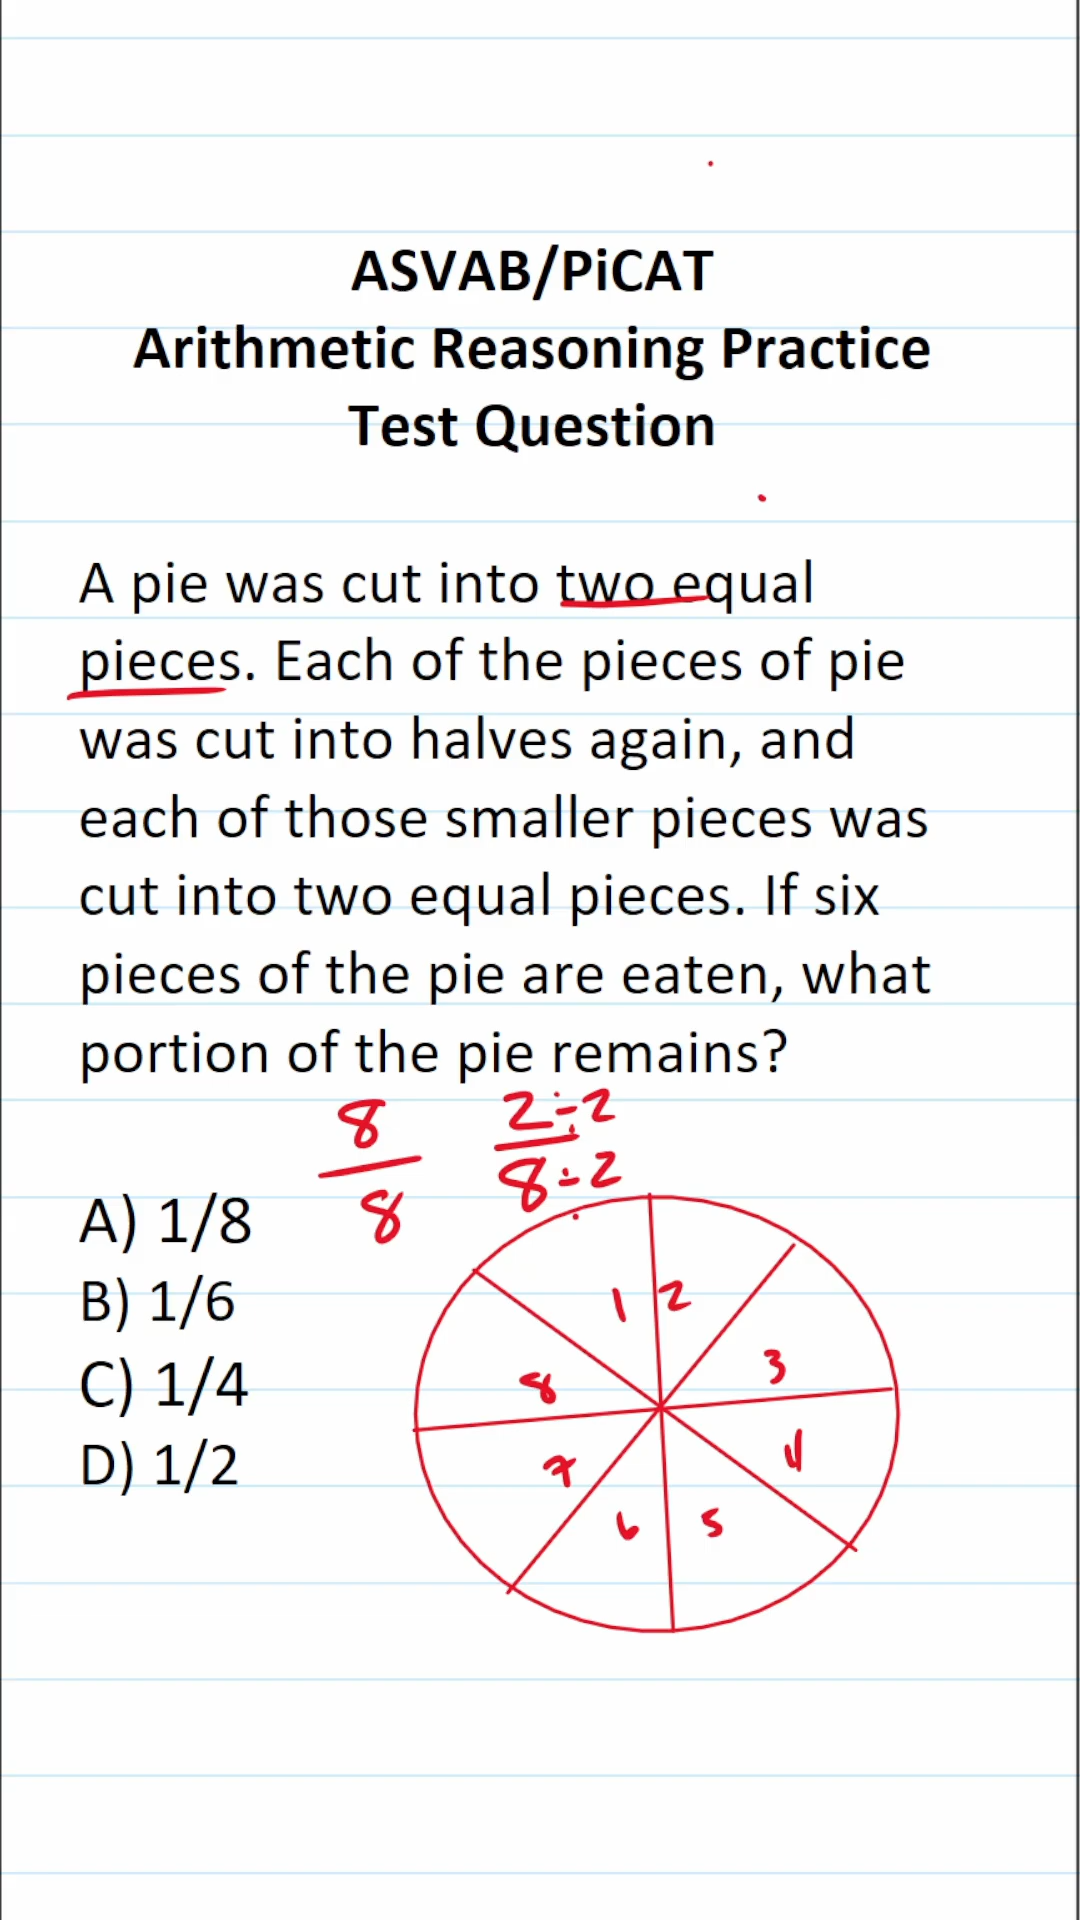 ASVAB/PiCAT
Arithmetic Reasoning Practice
Test Question
A pie was cut into two equal
pieces. Each of the pieces of pie
was cut into halves again, and
each of those smaller pieces was
cut into two equal pieces. If six
pieces of the pie are eaten, what
portion of the pie remains?
8 2÷2
8 8÷2
A) 1/8
B) 1/6
C) 1/4
D) 1/2
1 2
8 3
7 4
6 5